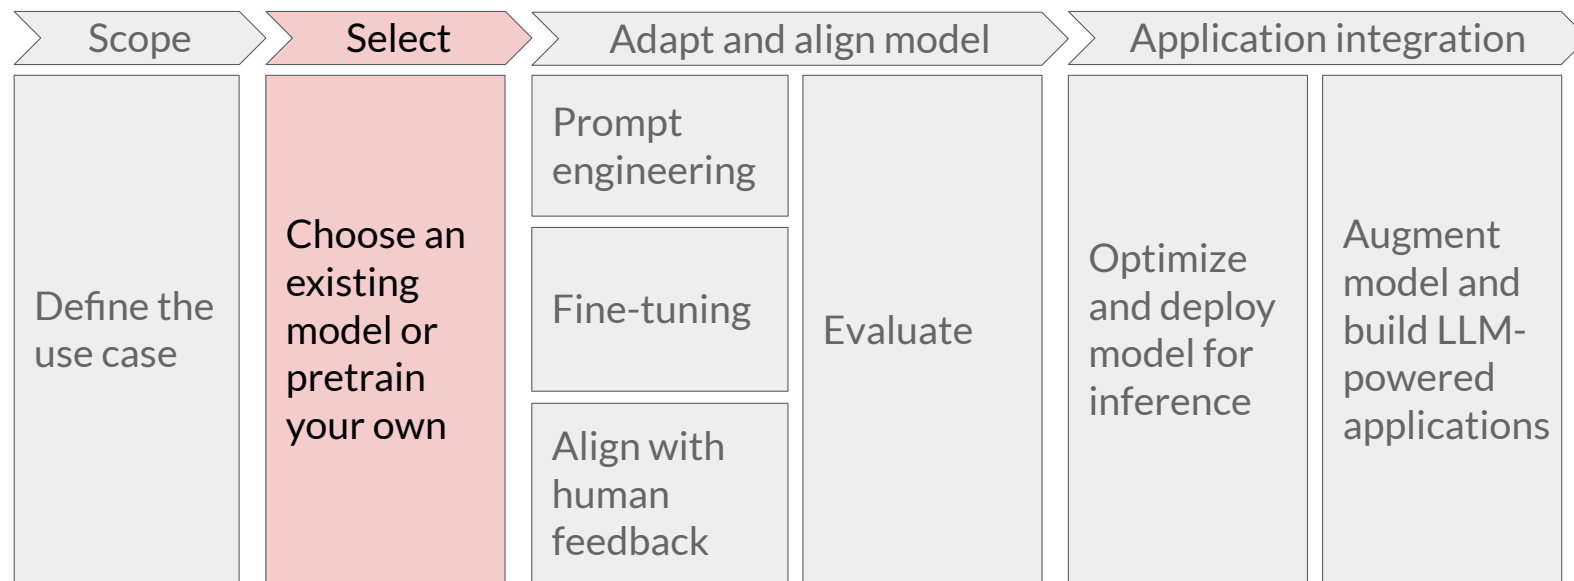 Scope
Select
Adapt and align model
Application integration
Define the
use case
Choose an
existing
model or
pretrain
your own
Prompt
engineering
Fine-tuning
Align with
human
feedback
Evaluate
Optimize
and deploy
model for
inference
Augment
model and
build LLM-
powered
applications